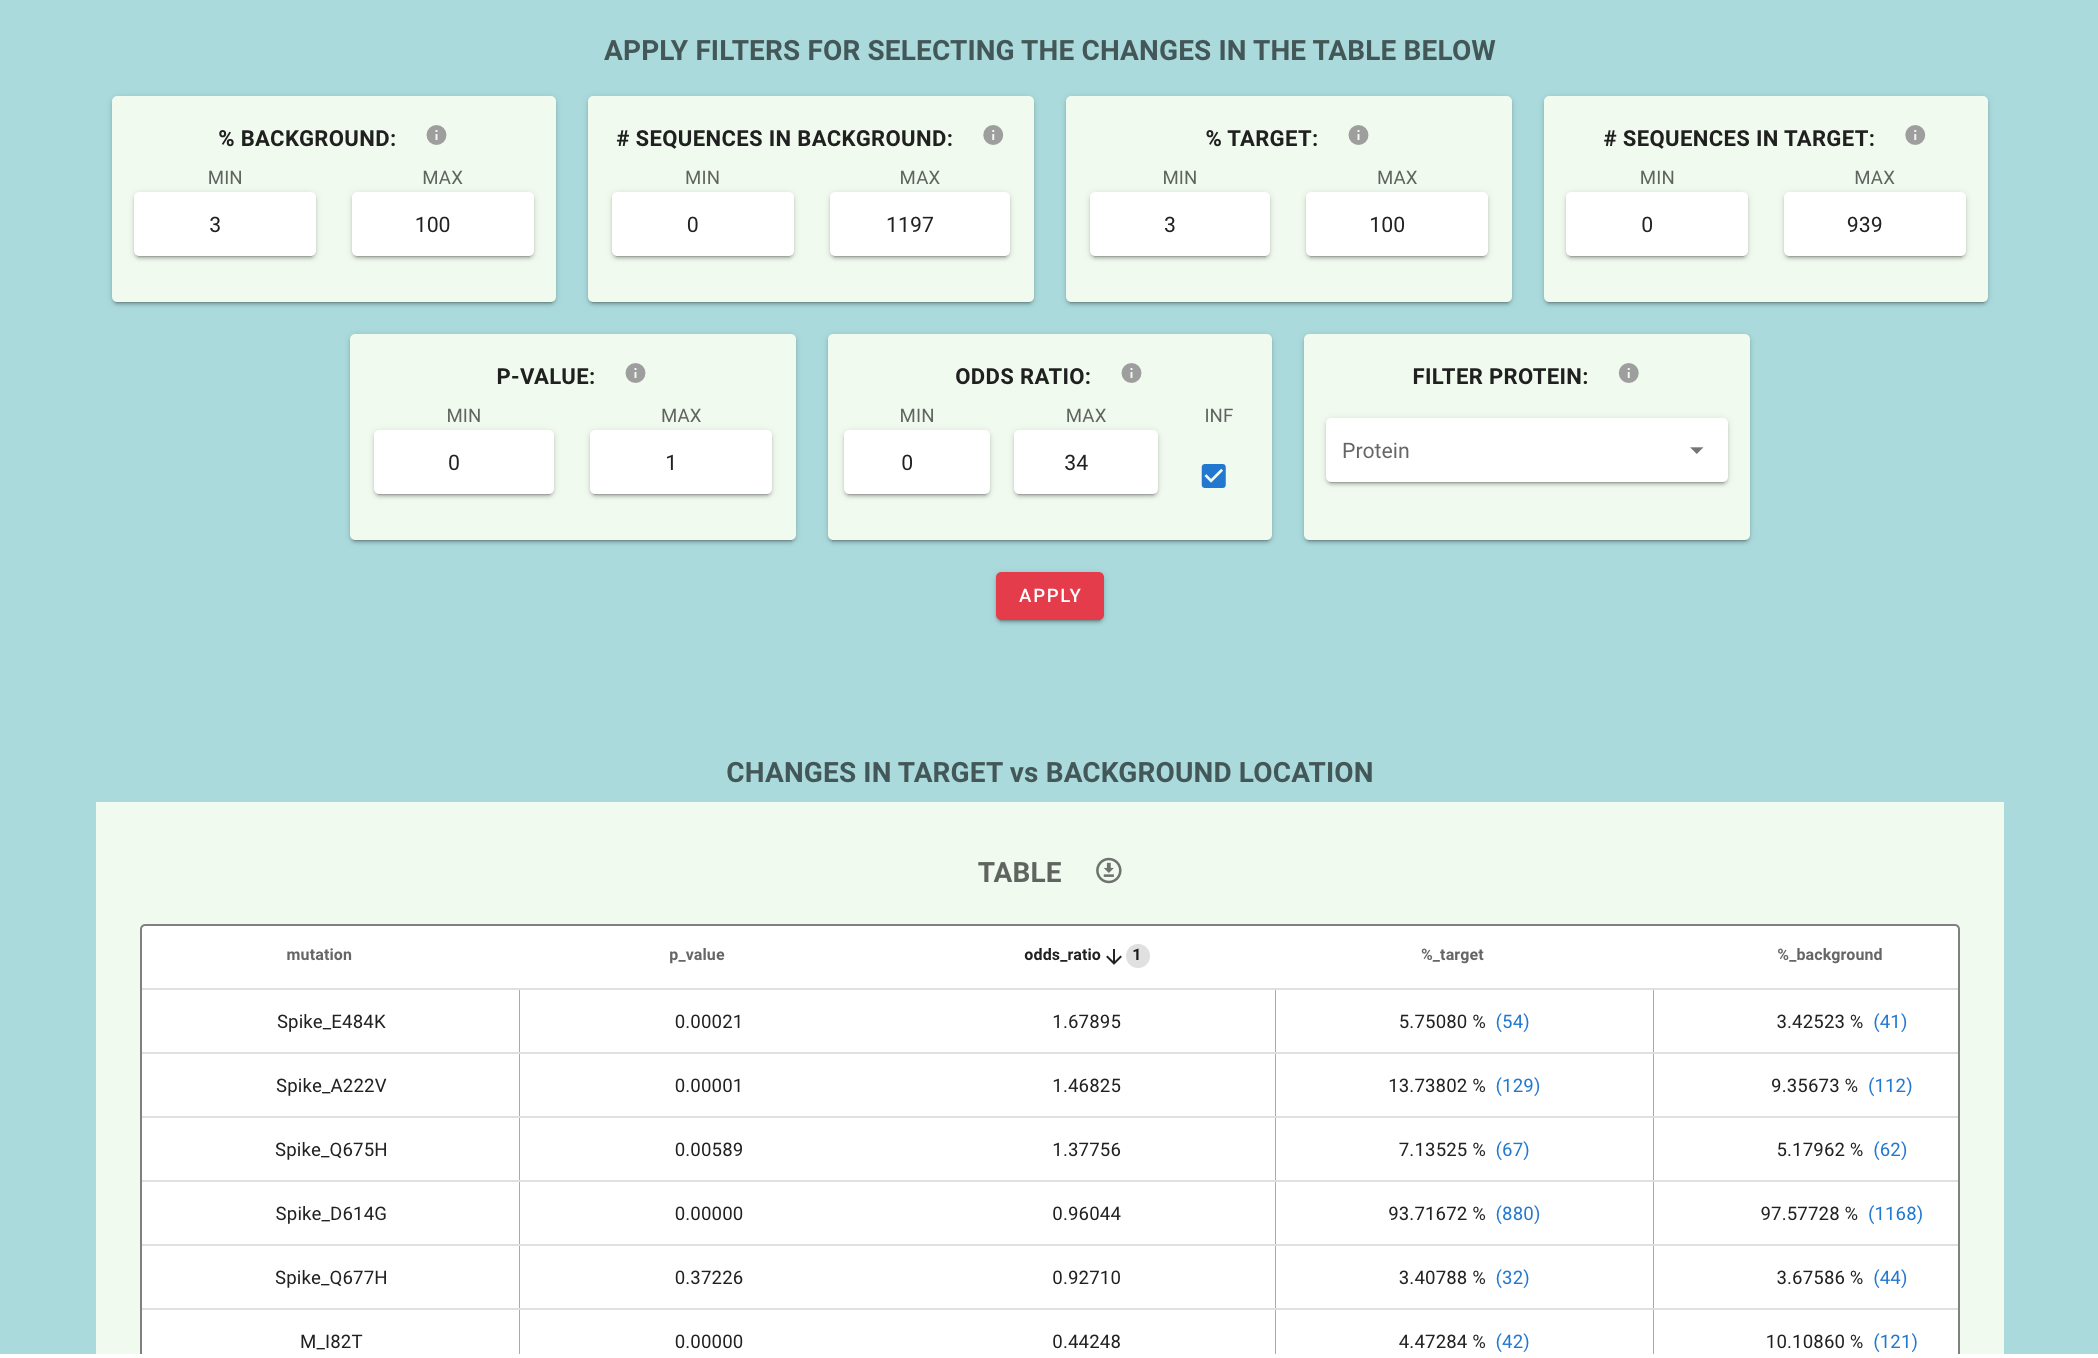 APPLY FILTERS FOR SELECTING THE CHANGES IN THE TABLE BELOW
% BACKGROUND:
MIN MAX
3 100
# SEQUENCES IN BACKGROUND:
MIN MAX
0 1197
% TARGET:
MIN MAX
3 100
# SEQUENCES IN TARGET:
MIN MAX
0 939
P-VALUE:
MIN MAX
0 1
ODDS RATIO:
MIN MAX INF
0 34
FILTER PROTEIN:
Protein
APPLY
CHANGES IN TARGET vs BACKGROUND LOCATION
TABLE
mutation p_value odds_ratio 1 %_target %_background
Spike_E484K 0.00021 1.67895 5.75080 % (54) 3.42523 % (41)
Spike_A222V 0.00001 1.46825 13.73802 % (129) 9.35673 % (112)
Spike_Q675H 0.00589 1.37756 7.13525 % (67) 5.17962 % (62)
Spike_D614G 0.00000 0.96044 93.71672 % (880) 97.57728 % (1168)
Spike_Q677H 0.37226 0.92710 3.40788 % (32) 3.67586 % (44)
M_I82T 0.00000 0.44248 4.47284 % (42) 10.10860 % (121)